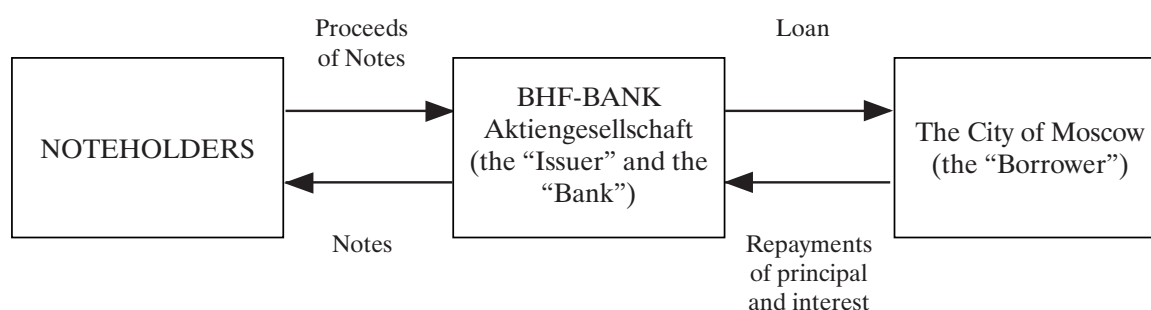 Proceeds
of Notes
Loan
NOTEHOLDERS
BHF-BANK
Aktiengesellschaft
(the “Issuer” and the
“Bank”)
The City of Moscow
(the “Borrower”)
Notes
Repayments
of principal
and interest